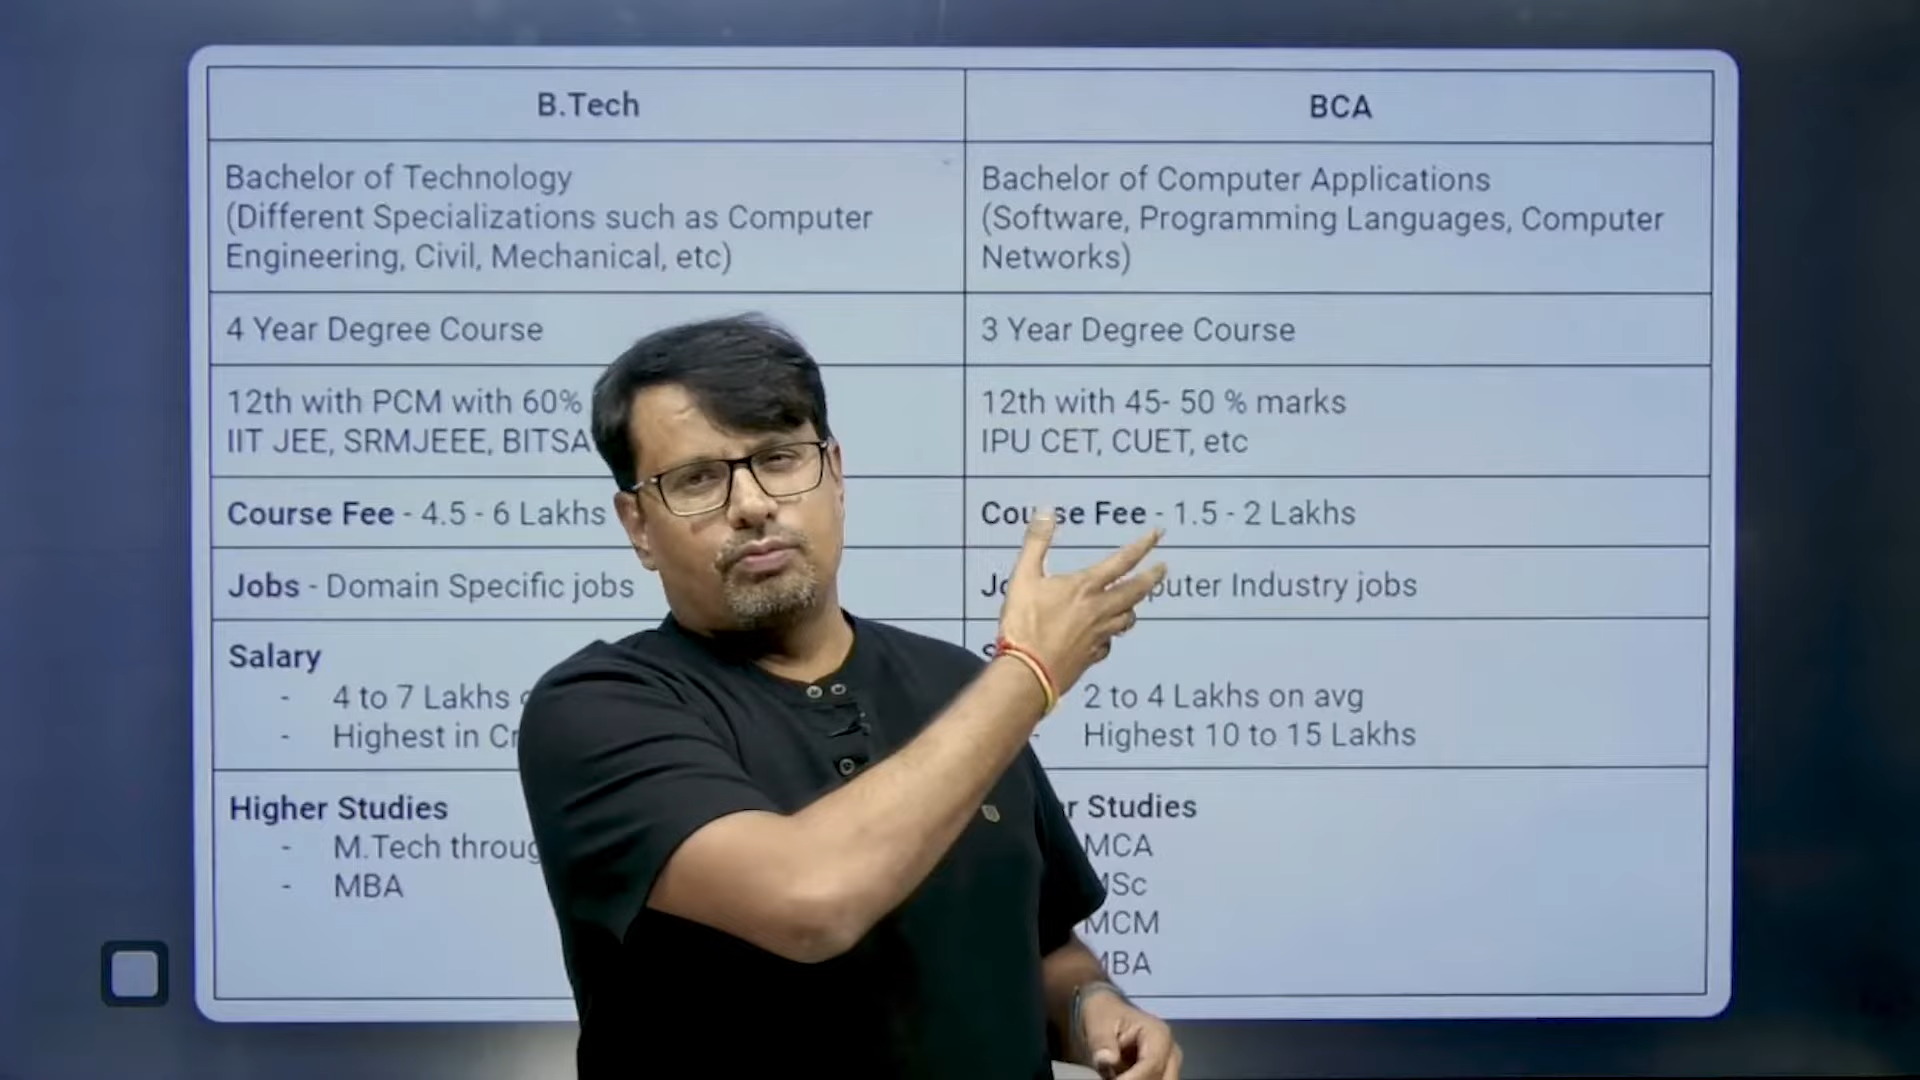 B.Tech
BCA
Bachelor of Technology
(Different Specializations such as Computer
Engineering, Civil, Mechanical, etc)
Bachelor of Computer Applications
(Software, Programming Languages, Computer
Networks)
4 Year Degree Course
3 Year Degree Course
12th with PCM with 60%
IIT JEE, SRMJEEE,
12th with 45- 50 % marks
IPU CET, CUET, etc
Course Fee - 4.5 - 6 Lakhs
Course Fee - 1.5 - 2 Lakhs
Jobs - Domain Specific jobs
Industry jobs
Salary
- 4 to 7 Lakhs
- Highest in
2 to 4 Lakhs on avg
- Highest 10 to 15 Lakhs
Higher Studies
- M.Tech
- MBA
Studies
MCA
MSc
MCM
MBA